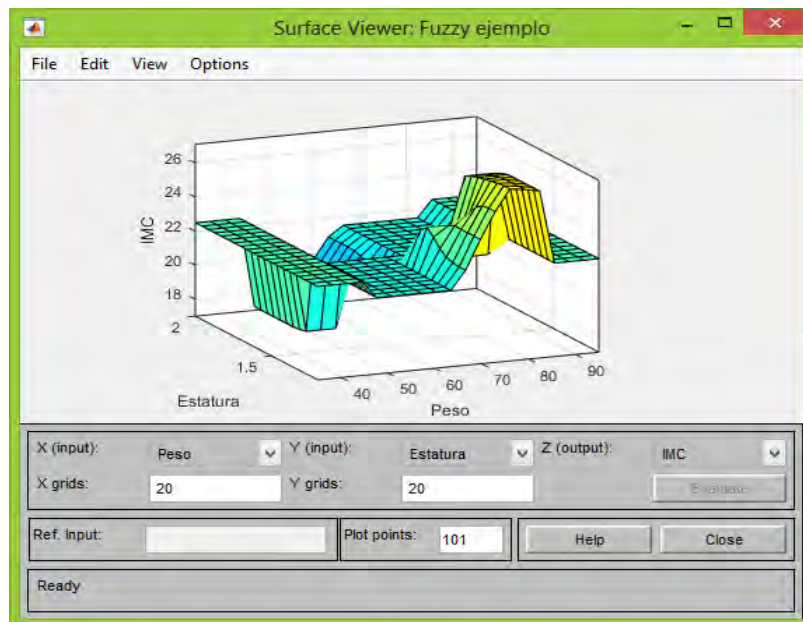 Surface Viewer: Fuzzy ejemplo
File Edit View Options
26
24
22
20
18
IMC
2
1.5
Estatura
40 50 60 70 80 90
Peso
X (input): Peso Y (input): Estatura Z (output): IMC
X grids: 20 Y grids: 20 Evaluate
Ref. Input: Plot points: 101 Help Close
Ready